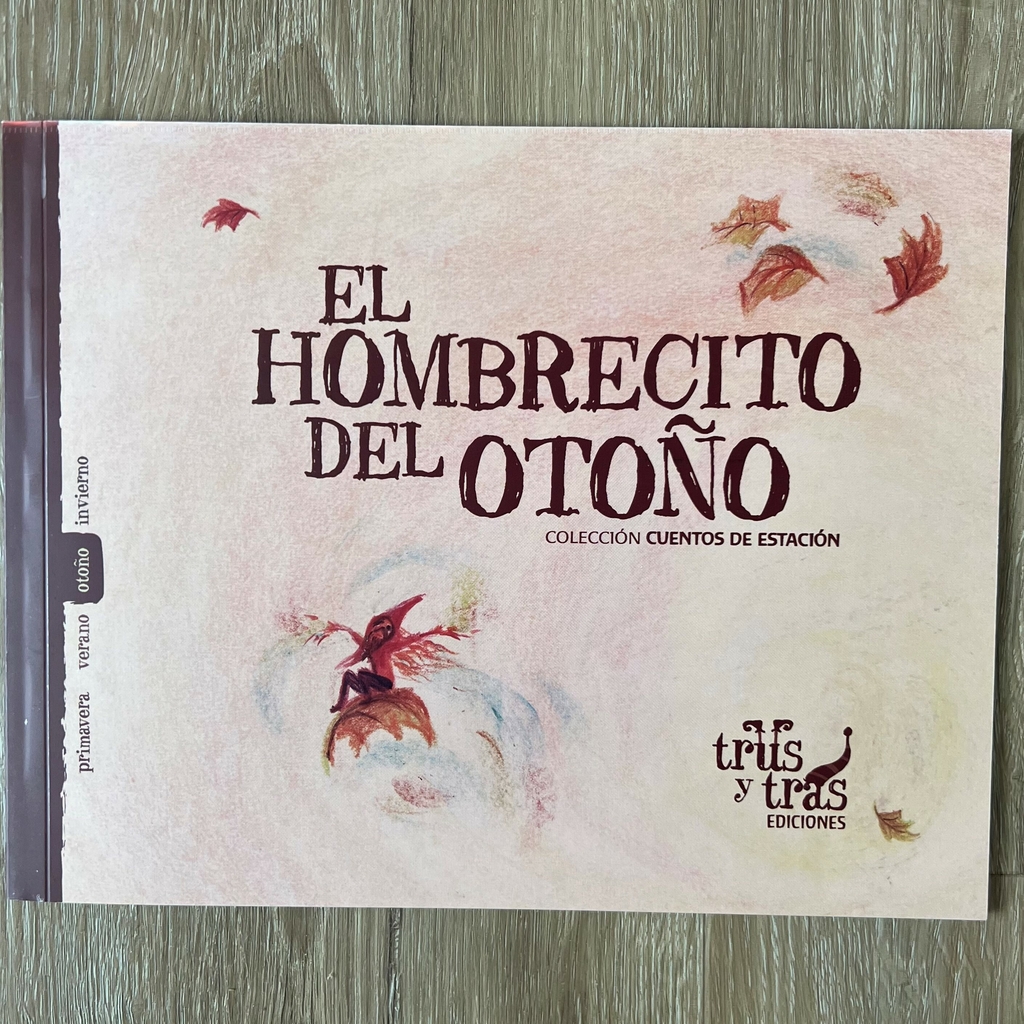 EL
HOMBRECITO
DEL OTOÑO
COLECCIÓN CUENTOS DE ESTACIÓN
primavera verano otoño invierno
trus
y tras
EDICIONES